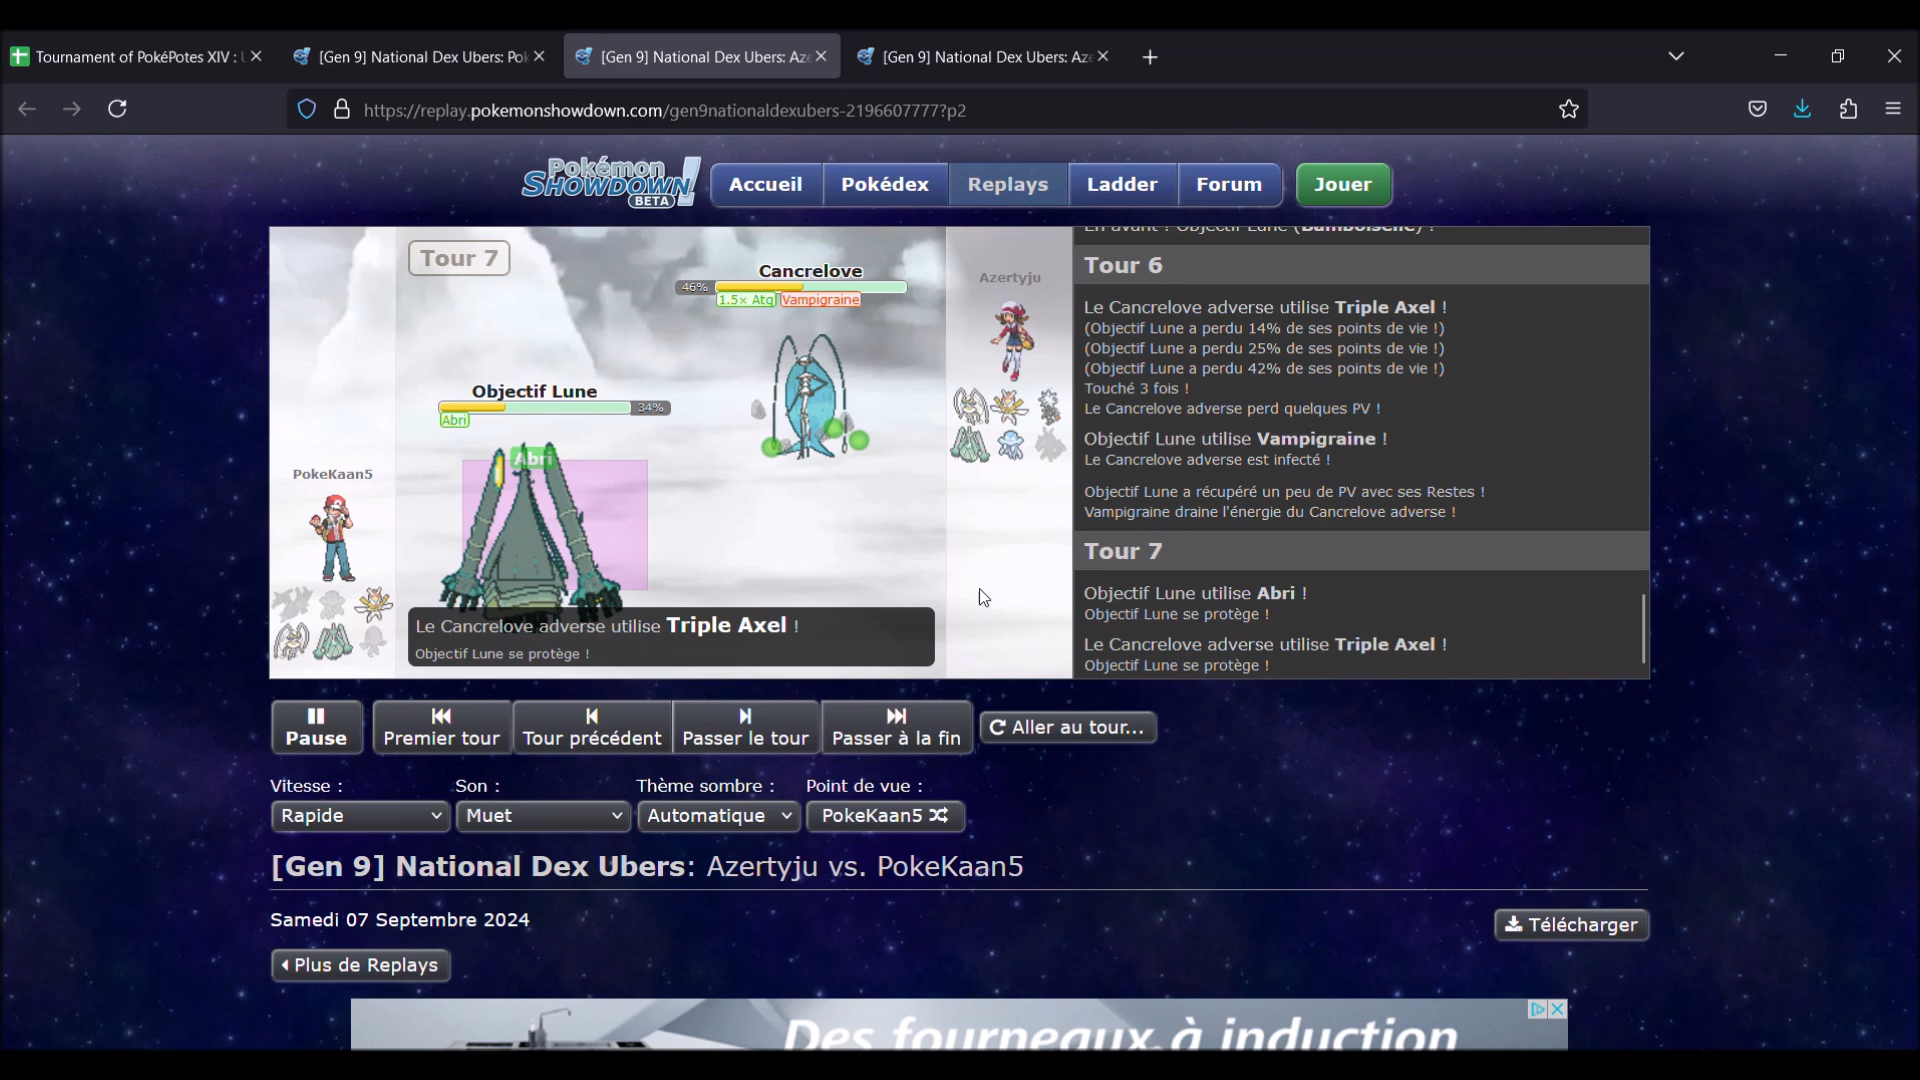 Tournament of PokéPotes XIV : U
[Gen 9] National Dex Ubers: Pok
[Gen 9] National Dex Ubers: Aze
[Gen 9] National Dex Ubers: Aze
https://replay.pokemonshowdown.com/gen9nationaldexubers-2196607777?p2
Pokémon
SHOWDOWN!
BETA
Accueil
Pokédex
Replays
Ladder
Forum
Jouer
Tour 7
Cancrelove
46%
1.5× Atq
Vampigraine
Objectif Lune
34%
Abri
Abri
PokeKaan5
Azertyju
Le Cancrelove adverse utilise Triple Axel !
Objectif Lune se protège !
En avant ! Objectif Lune (Bamboiselle) !
Tour 6
Le Cancrelove adverse utilise Triple Axel !
(Objectif Lune a perdu 14% de ses points de vie !)
(Objectif Lune a perdu 25% de ses points de vie !)
(Objectif Lune a perdu 42% de ses points de vie !)
Touché 3 fois !
Le Cancrelove adverse perd quelques PV !
Objectif Lune utilise Vampigraine !
Le Cancrelove adverse est infecté !
Objectif Lune a récupéré un peu de PV avec ses Restes !
Vampigraine draine l'énergie du Cancrelove adverse !
Tour 7
Objectif Lune utilise Abri !
Objectif Lune se protège !
Le Cancrelove adverse utilise Triple Axel !
Objectif Lune se protège !
Pause
Premier tour
Tour précédent
Passer le tour
Passer à la fin
Aller au tour...
Vitesse :
Son :
Thème sombre :
Point de vue :
Rapide
Muet
Automatique
PokeKaan5
[Gen 9] National Dex Ubers: Azertyju vs. PokeKaan5
Samedi 07 Septembre 2024
Télécharger
Plus de Replays
Des fourneaux à induction